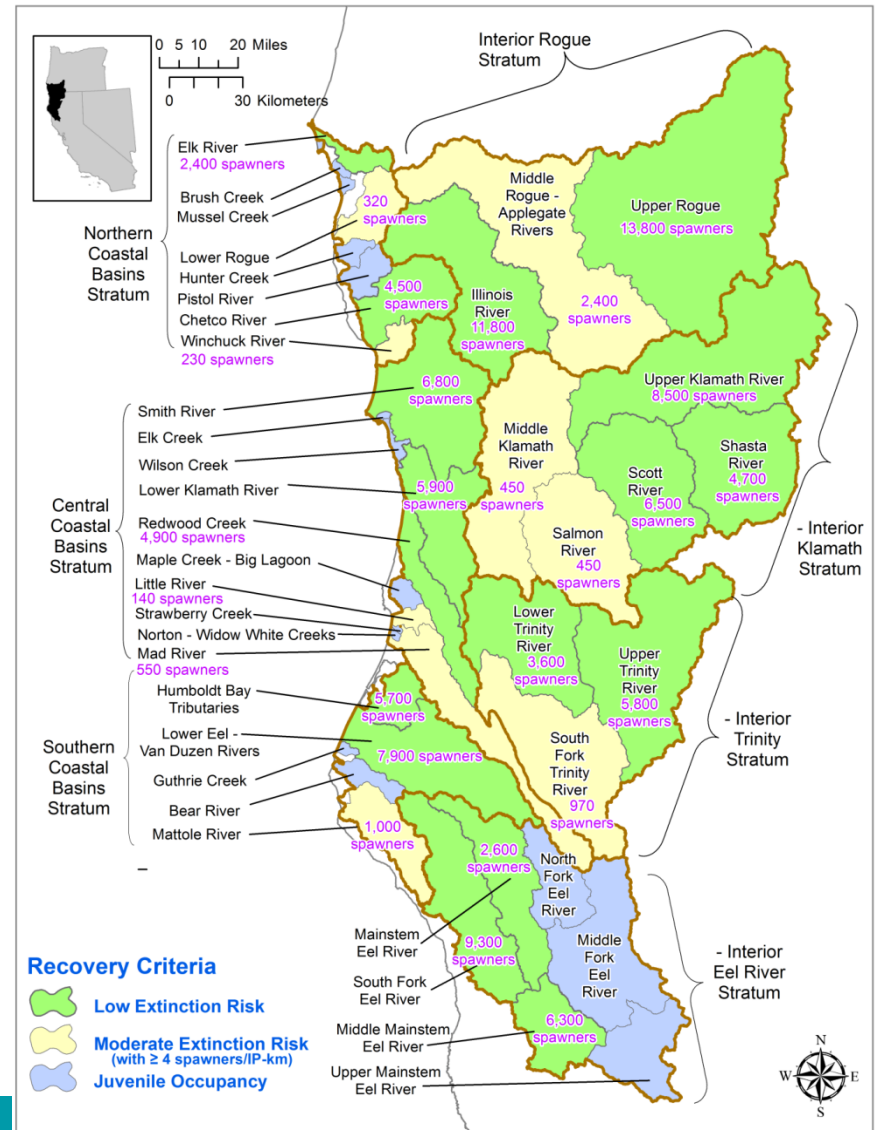 0 5 10 20 Miles
0 30 Kilometers
Interior Rogue
Stratum
Northern
Coastal
Basins
Stratum
Elk River
2,400 spawners
Brush Creek
Mussel Creek
Lower Rogue
Hunter Creek
Pistol River
Chetco River
Winchuck River
230 spawners
320
spawners
4,500
spawners
Middle
Rogue -
Applegate
Rivers
2,400
spawners
Upper Rogue
13,800 spawners
Illinois
River
11,800
spawners
Central
Coastal
Basins
Stratum
Smith River
Elk Creek
Wilson Creek
Lower Klamath River
Redwood Creek
4,900 spawners
Maple Creek - Big Lagoon
Little River
140 spawners
Strawberry Creek
Norton - Widow White Creeks
Mad River
550 spawners
6,800
spawners
5,900
spawners
Upper Klamath River
8,500 spawners
Middle
Klamath
River
450
spawners
Shasta
River
4,700
spawners
Scott
River
6,500
spawners
Salmon
River
450
spawners
- Interior
Klamath
Stratum
Lower
Trinity
River
3,600
spawners
Upper
Trinity
River
5,800
spawners
South
Fork
Trinity
River
970
spawners
- Interior
Trinity
Stratum
Southern
Coastal
Basins
Stratum
Humboldt Bay
Tributaries
Lower Eel -
Van Duzen Rivers
Guthrie Creek
Bear River
Mattole River
–
5,700
spawners
7,900 spawners
1,000
spawners
2,600
spawners
North
Fork
Eel
River
Middle
Fork
Eel
River
9,300
spawners
6,300
spawners
Mainstem
Eel River
South Fork
Eel River
Middle Mainstem
Eel River
Upper Mainstem
Eel River
- Interior
Eel River
Stratum
Recovery Criteria
Low Extinction Risk
Moderate Extinction Risk
(with ≥ 4 spawners/IP-km)
Juvenile Occupancy
N
W E
S